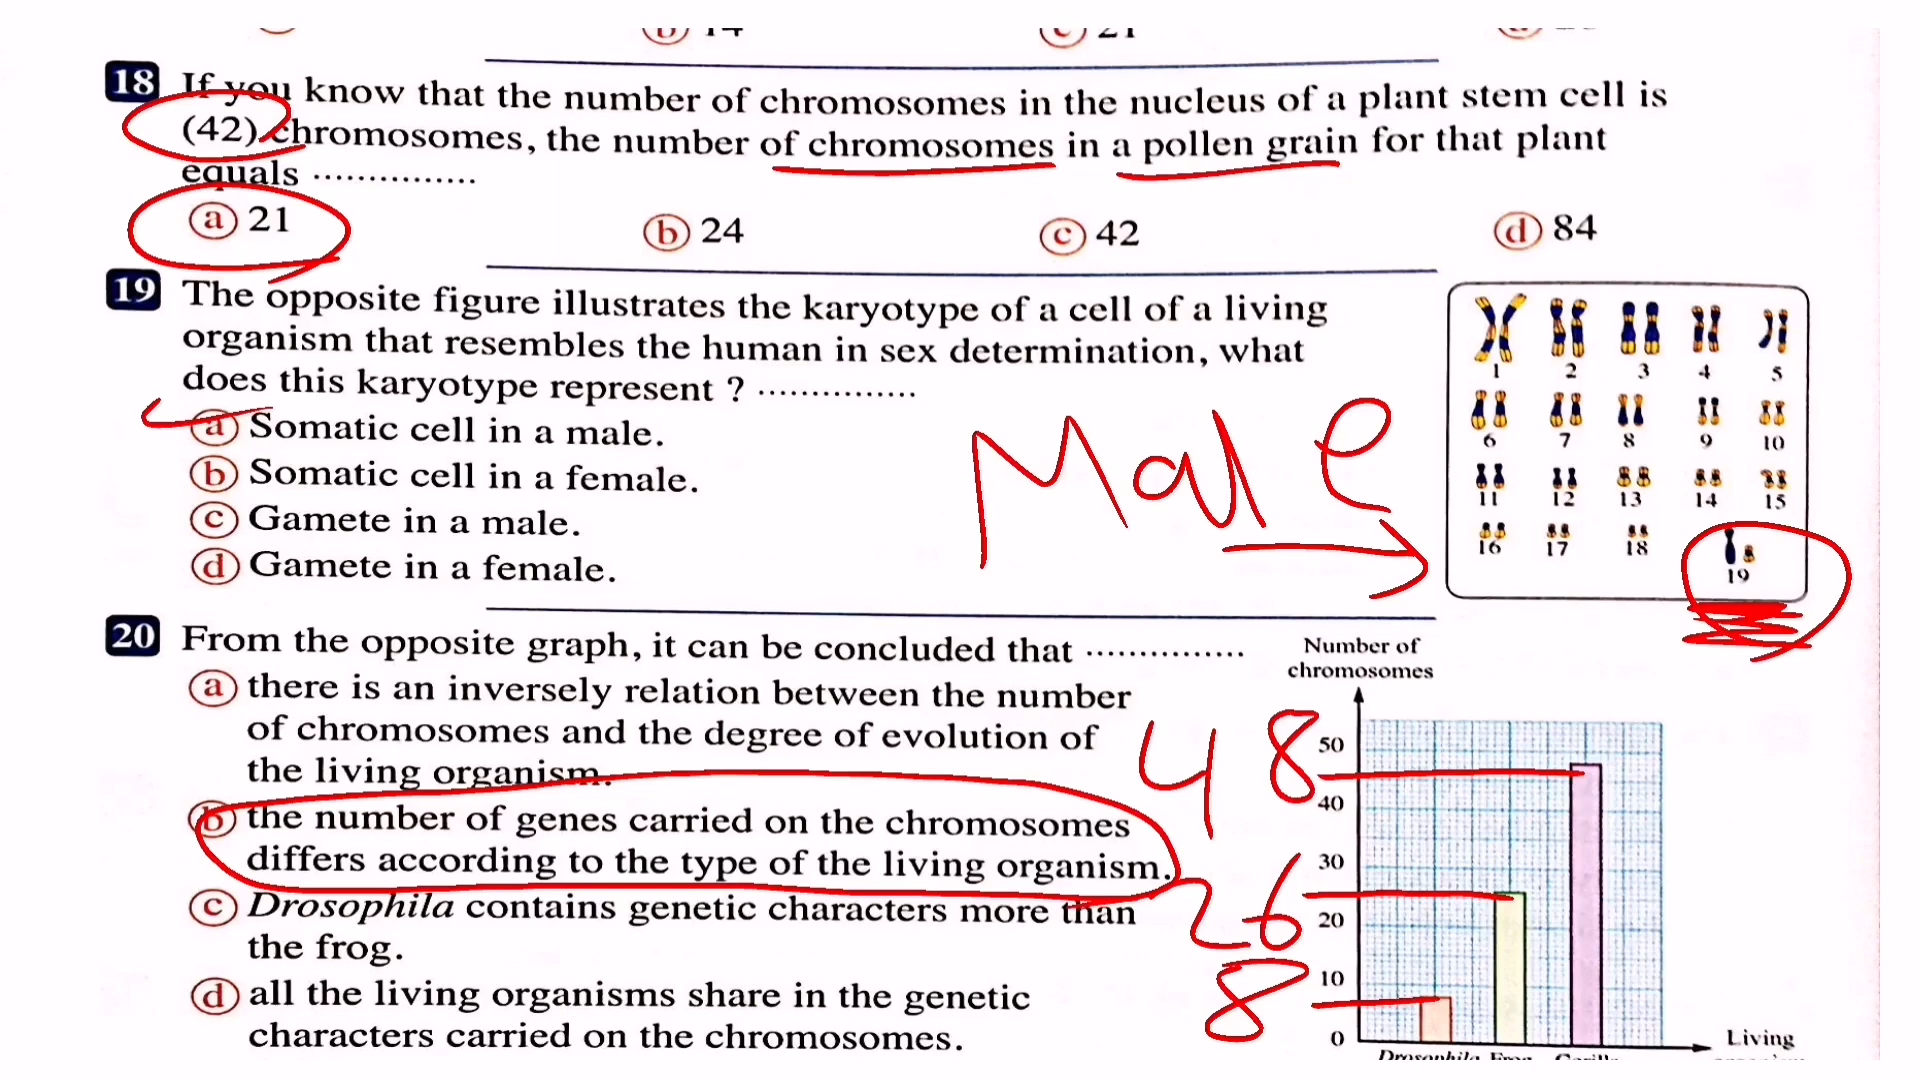 18 If you know that the number of chromosomes in the nucleus of a plant stem cell is
(42) chromosomes, the number of chromosomes in a pollen grain for that plant
equals ...............
a 21 b 24 c 42 d 84
19 The opposite figure illustrates the karyotype of a cell of a living
organism that resembles the human in sex determination, what
does this karyotype represent ? ...............
a Somatic cell in a male.
b Somatic cell in a female.
c Gamete in a male.
d Gamete in a female.
Male
1 2 3 4 5
6 7 8 9 10
11 12 13 14 15
16 17 18 19
20 From the opposite graph, it can be concluded that ...............
a there is an inversely relation between the number
of chromosomes and the degree of evolution of
the living organism.
b the number of genes carried on the chromosomes
differs according to the type of the living organism.
c Drosophila contains genetic characters more than
the frog.
d all the living organisms share in the genetic
characters carried on the chromosomes.
Number of
chromosomes
48
26
8
50
40
30
20
10
0
Living